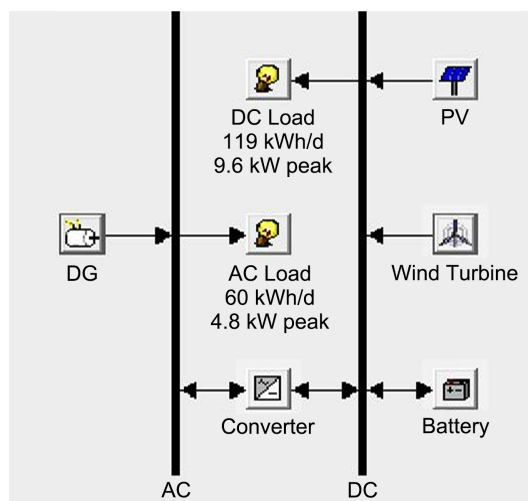 DC Load
119 kWh/d
9.6 kW peak
PV
DG
AC Load
60 kWh/d
4.8 kW peak
Wind Turbine
Converter
Battery
AC
DC